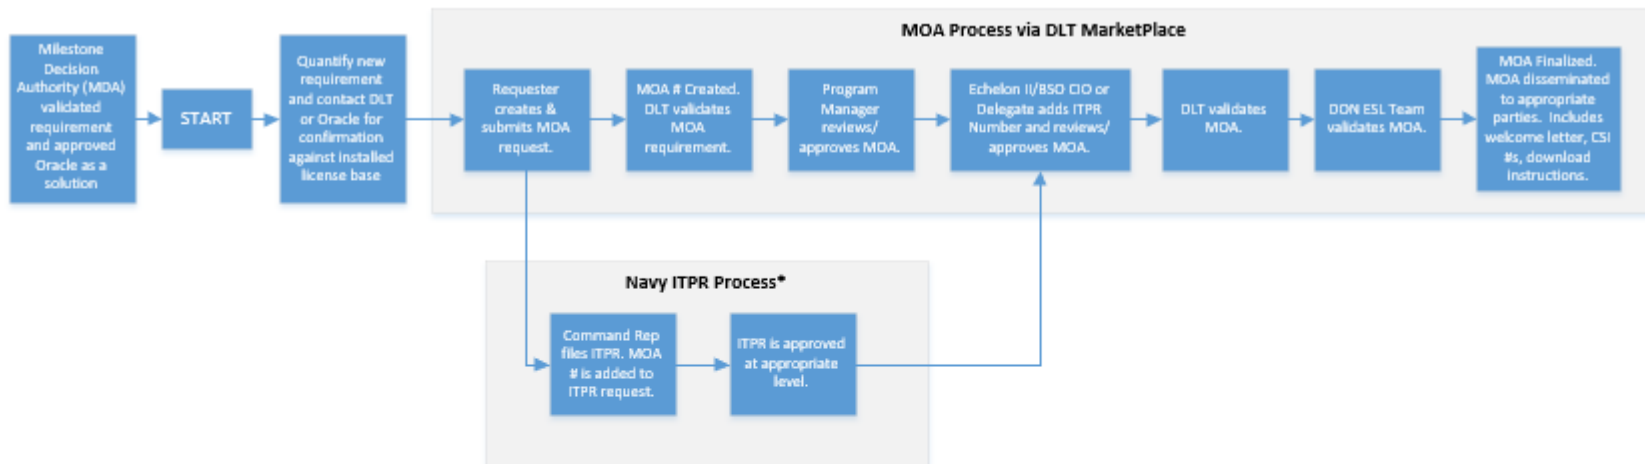 MOA Process via DLT MarketPlace
Milestone
Decision
Authority (MDA)
validated
requirement
and approved
Oracle as a
solution
START
Quantify new
requirement
and contact DLT
or Oracle for
confirmation
against installed
license base
Requester
creates &
submits MOA
request.
MOA # Created.
DLT validates
MOA
requirement.
Program
Manager
reviews/
approves MOA.
Echelon II/BSO CIO or
Delegate adds ITPR
Number and reviews/
approves MOA.
DLT validates
MOA.
DON ESL Team
validates MOA.
MOA Finalized.
MOA disseminated
to appropriate
parties. Includes
welcome letter, CSI
#s, download
instructions.
Navy ITPR Process*
Command Rep
files ITPR. MOA
# is added to
ITPR request.
ITPR is approved
at appropriate
level.